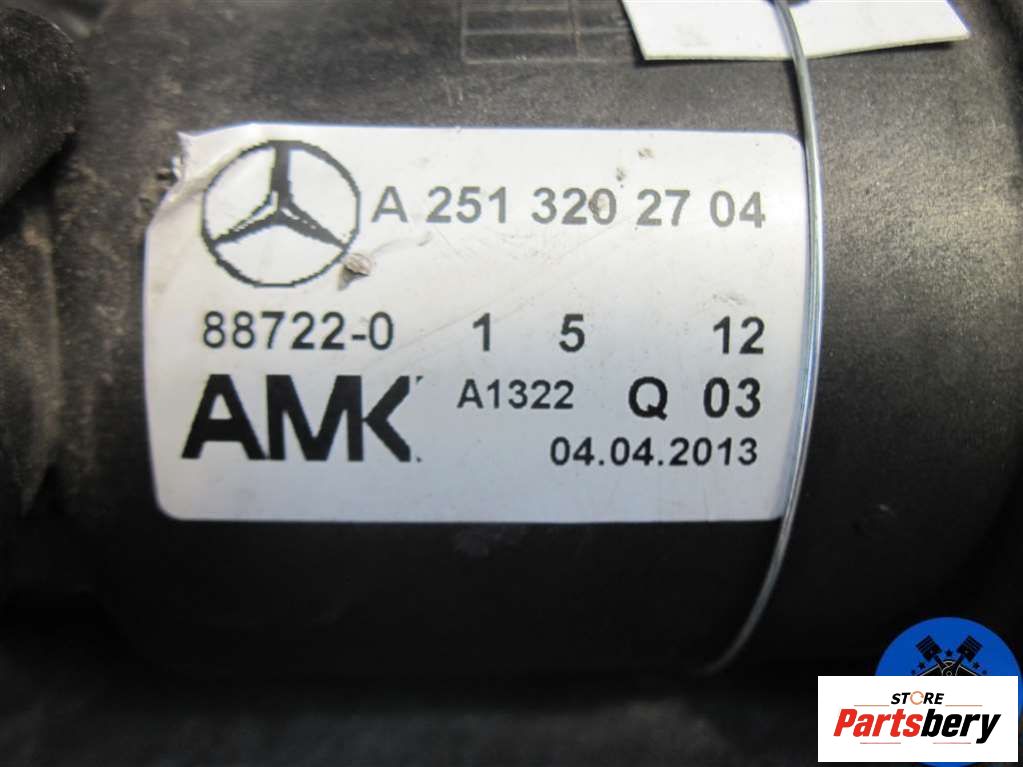 A 251 320 27 04
88722-0 1 5 12
AMK A1322 Q 03
04.04.2013
STORE
Partsbery